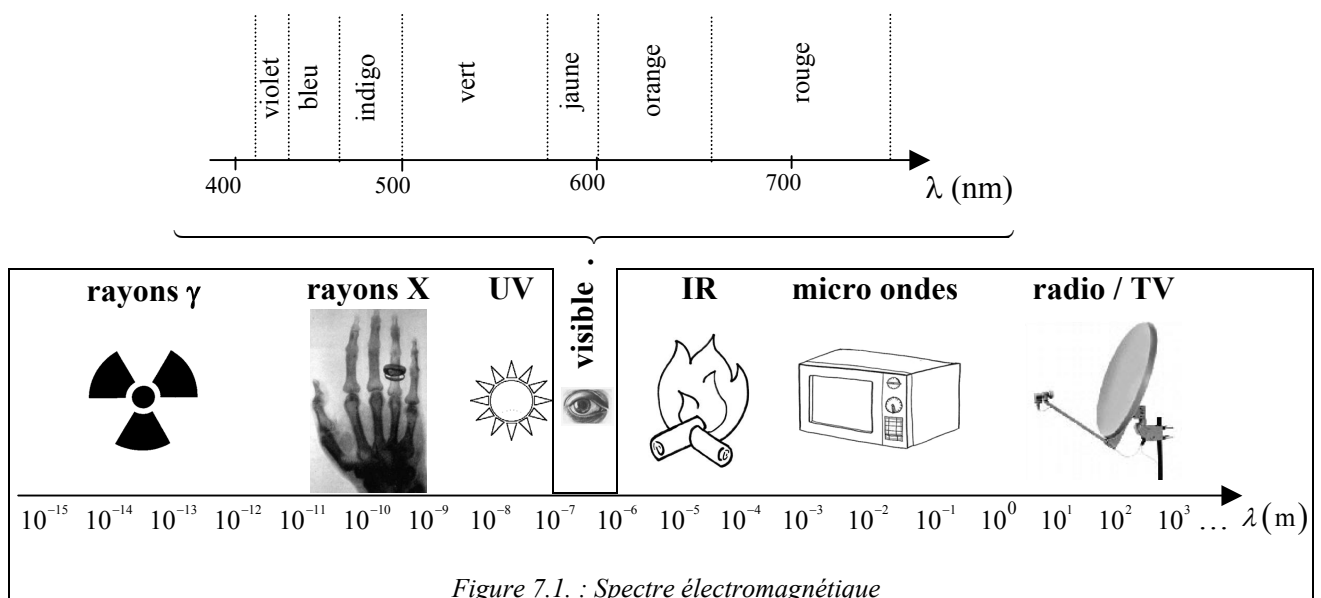 violet bleu indigo vert jaune orange rouge
400 500 600 700
λ (nm)
rayons γ rayons X UV visible IR micro ondes radio / TV
10⁻¹⁵ 10⁻¹⁴ 10⁻¹³ 10⁻¹² 10⁻¹¹ 10⁻¹⁰ 10⁻⁹ 10⁻⁸ 10⁻⁷ 10⁻⁶ 10⁻⁵ 10⁻⁴ 10⁻³ 10⁻² 10⁻¹ 10⁰ 10¹ 10² 10³ ... λ(m)
Figure 7.1. : Spectre électromagnétique